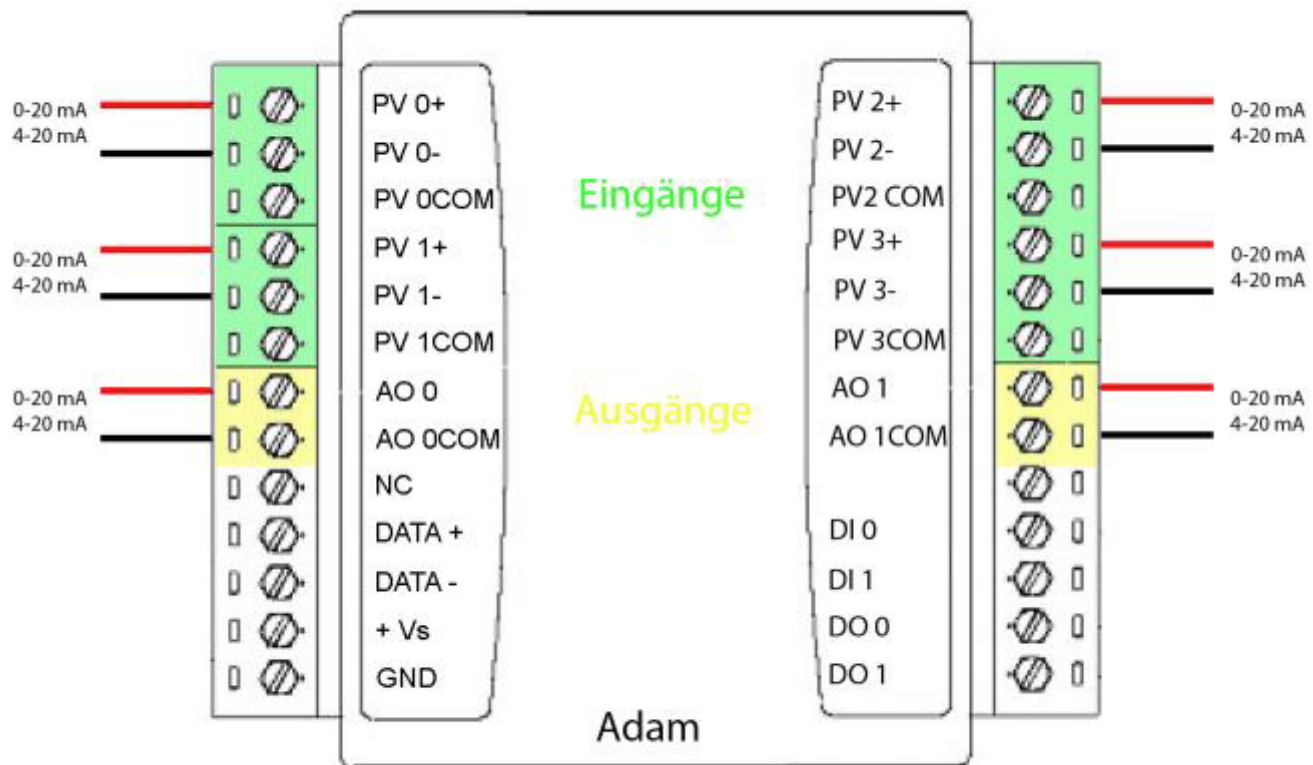 0-20 mA
4-20 mA
0-20 mA
4-20 mA
0-20 mA
4-20 mA
PV 0+
PV 0-
PV 0COM
PV 1+
PV 1-
PV 1COM
AO 0
AO 0COM
NC
DATA +
DATA -
+ Vs
GND
Eingänge
Ausgänge
Adam
PV 2+
PV 2-
PV2 COM
PV 3+
PV 3-
PV 3COM
AO 1
AO 1COM
DI 0
DI 1
DO 0
DO 1
0-20 mA
4-20 mA
0-20 mA
4-20 mA
0-20 mA
4-20 mA